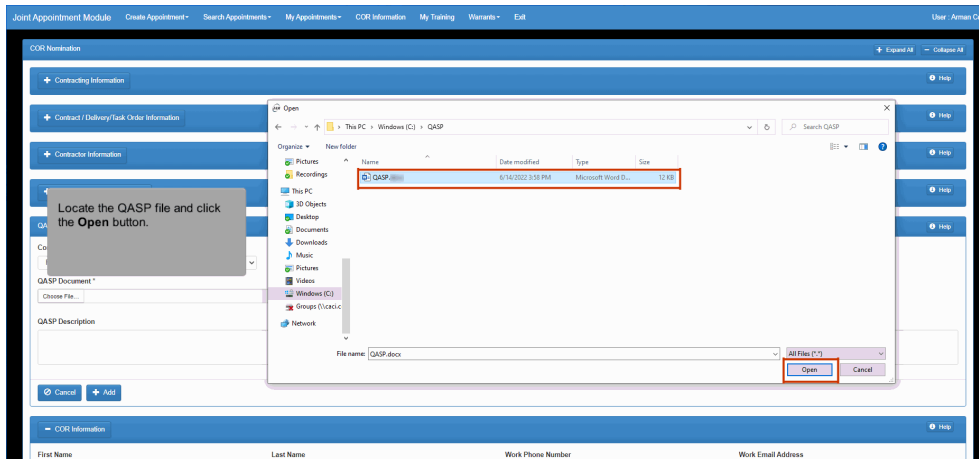 Joint Appointment Module Create Appointment Search Appointments My Appointments COR Information My Training Warrants Exit User : Arman
COR Nomination + Expand All − Collapse All
+ Contracting Information Help
+ Contract / Delivery/Task Order Information Help
+ Contractor Information Help
Help
Help
Locate the QASP file and click
the Open button.
QASP Document *
Choose File...
QASP Description
Cancel + Add
Open
This PC > Windows (C:) > QASP Search QASP
Organize New folder
Name Date modified Type Size
QASP 6/14/2022 3:58 PM Microsoft Word D... 12 KB
Pictures
Recordings
This PC
3D Objects
Desktop
Documents
Downloads
Music
Pictures
Videos
Windows (C:)
Groups (\\caci.c
Network
File name: QASP.docx All Files (*.*)
Open Cancel
− COR Information Help
First Name Last Name Work Phone Number Work Email Address